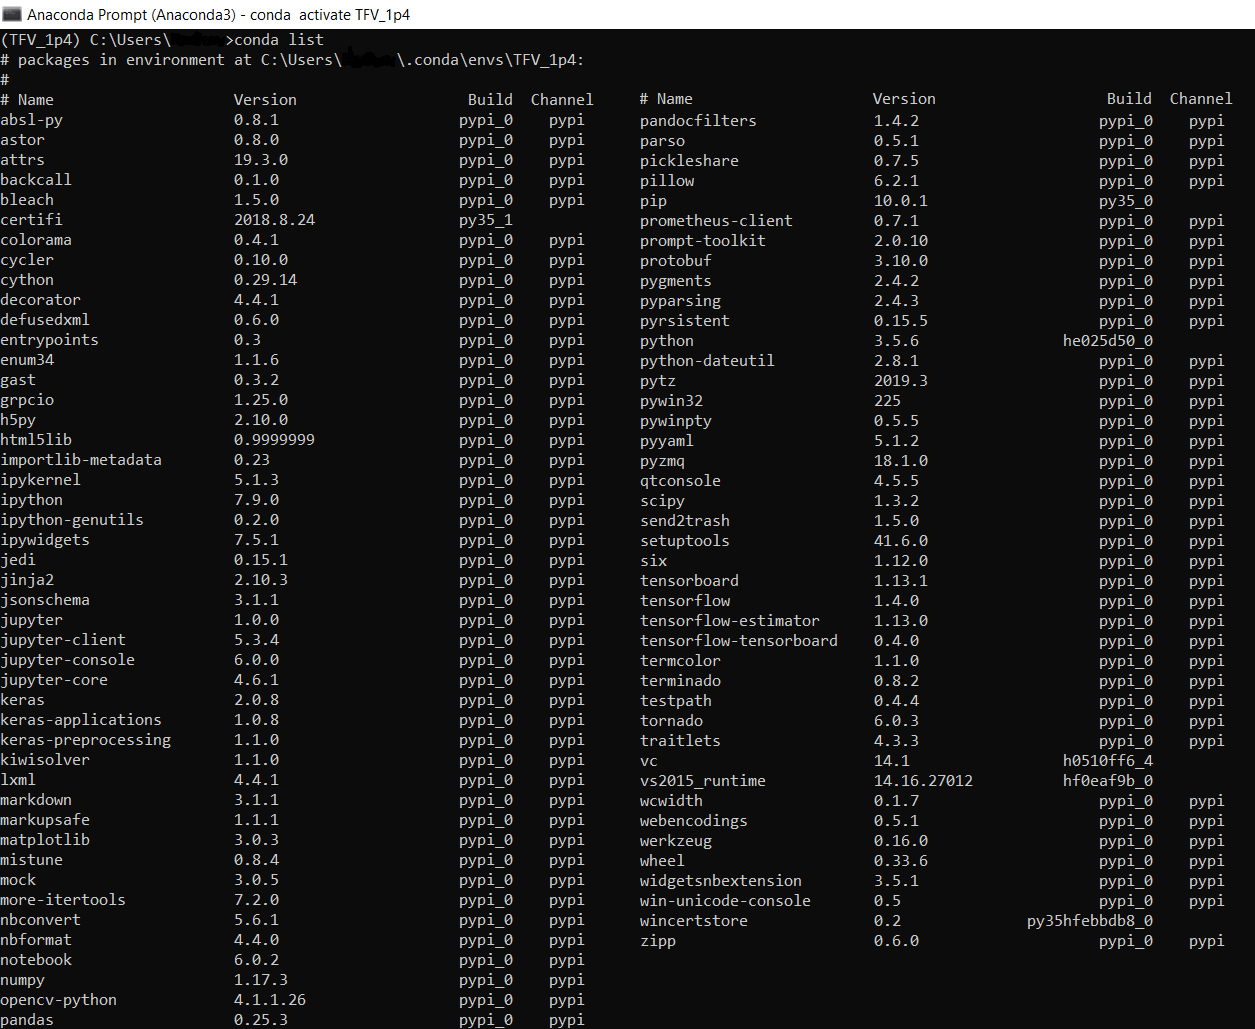 Anaconda Prompt (Anaconda3) - conda  activate TFV_1p4
(TFV_1p4) C:\Users\ >conda list
# packages in environment at C:\Users\ \.conda\envs\TFV_1p4:
#
# Name Version Build Channel
absl-py 0.8.1 pypi_0 pypi
astor 0.8.0 pypi_0 pypi
attrs 19.3.0 pypi_0 pypi
backcall 0.1.0 pypi_0 pypi
bleach 1.5.0 pypi_0 pypi
certifi 2018.8.24 py35_1
colorama 0.4.1 pypi_0 pypi
cycler 0.10.0 pypi_0 pypi
cython 0.29.14 pypi_0 pypi
decorator 4.4.1 pypi_0 pypi
defusedxml 0.6.0 pypi_0 pypi
entrypoints 0.3 pypi_0 pypi
enum34 1.1.6 pypi_0 pypi
gast 0.3.2 pypi_0 pypi
grpcio 1.25.0 pypi_0 pypi
h5py 2.10.0 pypi_0 pypi
html5lib 0.9999999 pypi_0 pypi
importlib-metadata 0.23 pypi_0 pypi
ipykernel 5.1.3 pypi_0 pypi
ipython 7.9.0 pypi_0 pypi
ipython-genutils 0.2.0 pypi_0 pypi
ipywidgets 7.5.1 pypi_0 pypi
jedi 0.15.1 pypi_0 pypi
jinja2 2.10.3 pypi_0 pypi
jsonschema 3.1.1 pypi_0 pypi
jupyter 1.0.0 pypi_0 pypi
jupyter-client 5.3.4 pypi_0 pypi
jupyter-console 6.0.0 pypi_0 pypi
jupyter-core 4.6.1 pypi_0 pypi
keras 2.0.8 pypi_0 pypi
keras-applications 1.0.8 pypi_0 pypi
keras-preprocessing 1.1.0 pypi_0 pypi
kiwisolver 1.1.0 pypi_0 pypi
lxml 4.4.1 pypi_0 pypi
markdown 3.1.1 pypi_0 pypi
markupsafe 1.1.1 pypi_0 pypi
matplotlib 3.0.3 pypi_0 pypi
mistune 0.8.4 pypi_0 pypi
mock 3.0.5 pypi_0 pypi
more-itertools 7.2.0 pypi_0 pypi
nbconvert 5.6.1 pypi_0 pypi
nbformat 4.4.0 pypi_0 pypi
notebook 6.0.2 pypi_0 pypi
numpy 1.17.3 pypi_0 pypi
opencv-python 4.1.1.26 pypi_0 pypi
pandas 0.25.3 pypi_0 pypi
# Name Version Build Channel
pandocfilters 1.4.2 pypi_0 pypi
parso 0.5.1 pypi_0 pypi
pickleshare 0.7.5 pypi_0 pypi
pillow 6.2.1 pypi_0 pypi
pip 10.0.1 py35_0
prometheus-client 0.7.1 pypi_0 pypi
prompt-toolkit 2.0.10 pypi_0 pypi
protobuf 3.10.0 pypi_0 pypi
pygments 2.4.2 pypi_0 pypi
pyparsing 2.4.3 pypi_0 pypi
pyrsistent 0.15.5 pypi_0 pypi
python 3.5.6 he025d50_0
python-dateutil 2.8.1 pypi_0 pypi
pytz 2019.3 pypi_0 pypi
pywin32 225 pypi_0 pypi
pywinpty 0.5.5 pypi_0 pypi
pyyaml 5.1.2 pypi_0 pypi
pyzmq 18.1.0 pypi_0 pypi
qtconsole 4.5.5 pypi_0 pypi
scipy 1.3.2 pypi_0 pypi
send2trash 1.5.0 pypi_0 pypi
setuptools 41.6.0 pypi_0 pypi
six 1.12.0 pypi_0 pypi
tensorboard 1.13.1 pypi_0 pypi
tensorflow 1.4.0 pypi_0 pypi
tensorflow-estimator 1.13.0 pypi_0 pypi
tensorflow-tensorboard 0.4.0 pypi_0 pypi
termcolor 1.1.0 pypi_0 pypi
terminado 0.8.2 pypi_0 pypi
testpath 0.4.4 pypi_0 pypi
tornado 6.0.3 pypi_0 pypi
traitlets 4.3.3 pypi_0 pypi
vc 14.1 h0510ff6_4
vs2015_runtime 14.16.27012 hf0eaf9b_0
wcwidth 0.1.7 pypi_0 pypi
webencodings 0.5.1 pypi_0 pypi
werkzeug 0.16.0 pypi_0 pypi
wheel 0.33.6 pypi_0 pypi
widgetsnbextension 3.5.1 pypi_0 pypi
win-unicode-console 0.5 pypi_0 pypi
wincertstore 0.2 py35hfebbdb8_0
zipp 0.6.0 pypi_0 pypi